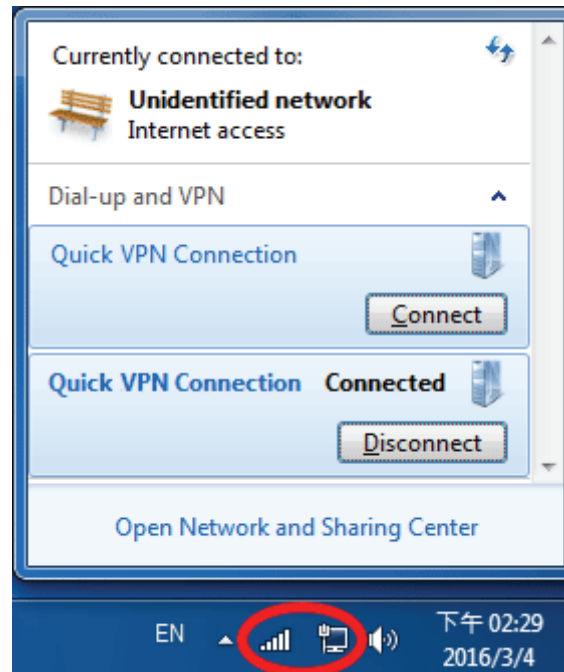 Currently connected to:
Unidentified network
Internet access
Dial-up and VPN
Quick VPN Connection
Connect
Quick VPN Connection Connected
Disconnect
Open Network and Sharing Center
EN
下午 02:29
2016/3/4